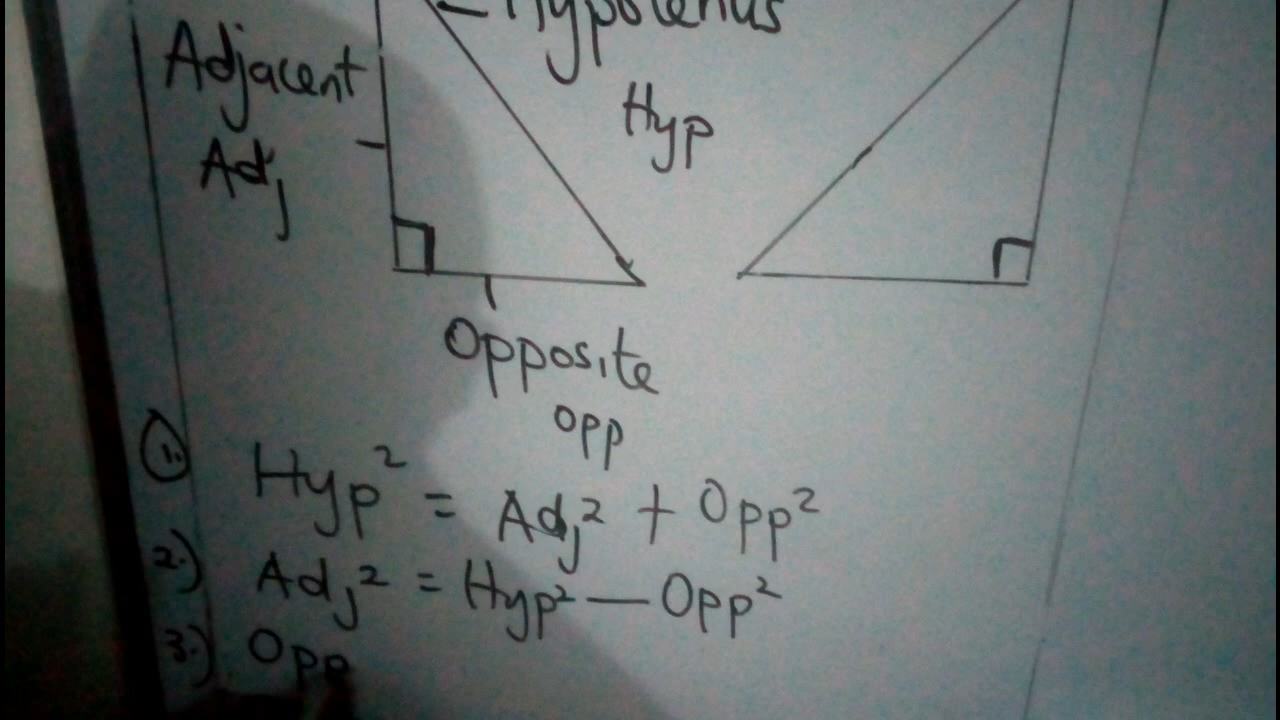 Hypotenus
Adjacent
Hyp
Adj
Opposite
opp
1. Hyp² = Adj² + Opp²
2.) Adj² = Hyp² — Opp²
3.) Opp